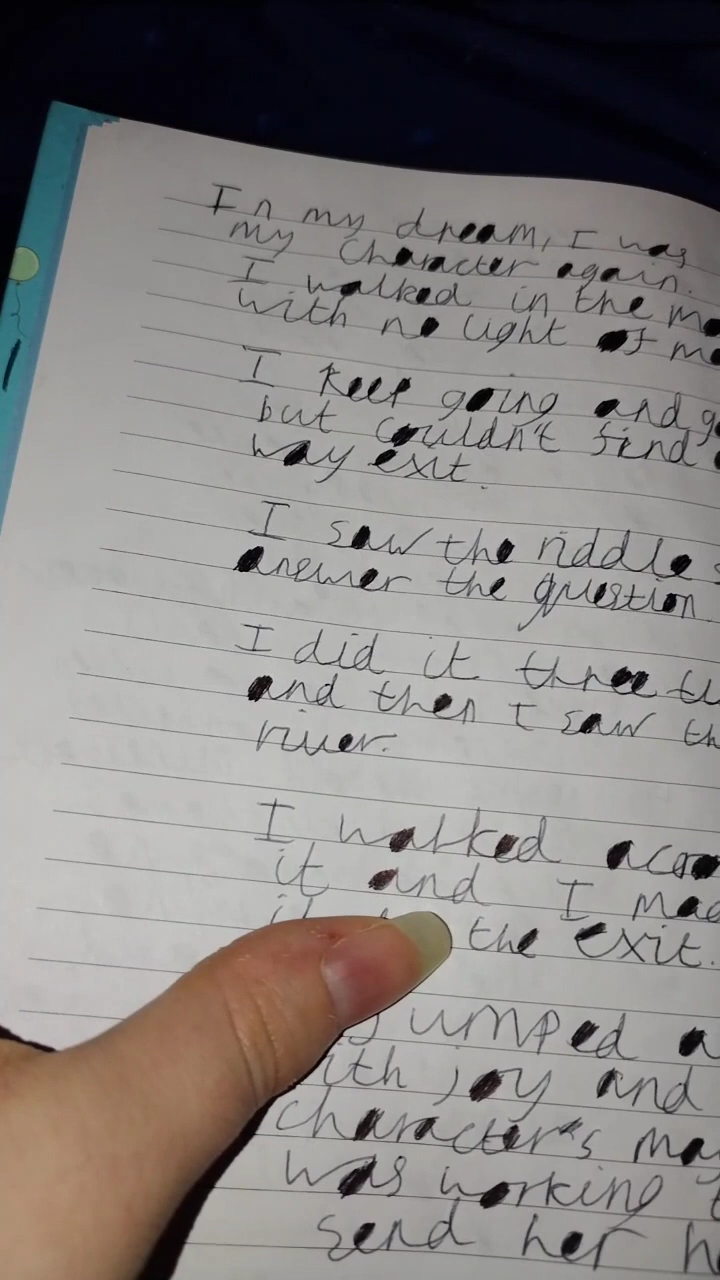 In my dream, I was
my character again.
I walked in the
with no light of
I keep going and
but couldn't find
way exit.
I saw the riddle
answer the question.
I did it three
and then I saw
river.
I walked
it and I
the exit.
jumped
with joy and
character's
was working
send her